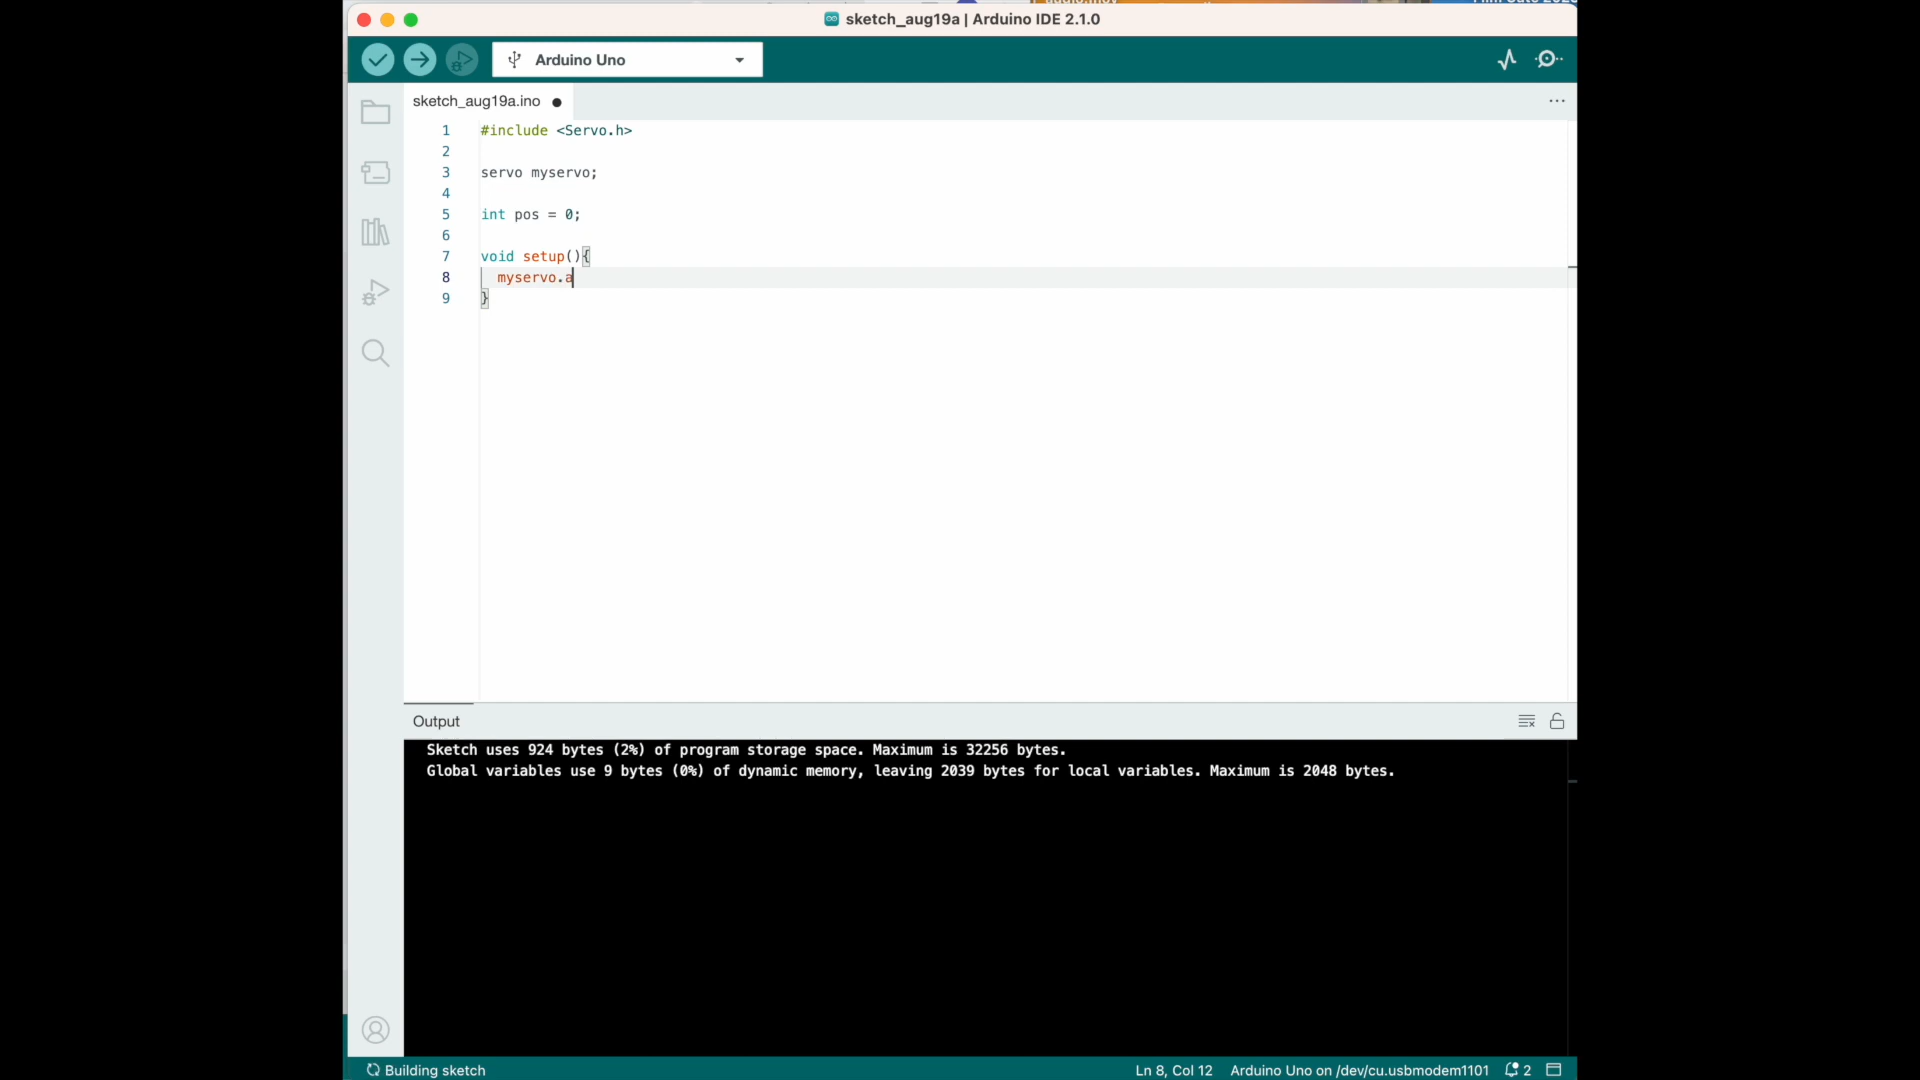 sketch_aug19a | Arduino IDE 2.1.0
Arduino Uno
sketch_aug19a.ino
1 #include <Servo.h>
2
3 servo myservo;
4
5 int pos = 0;
6
7 void setup(){
8 myservo.a
9 }
Output
Sketch uses 924 bytes (2%) of program storage space. Maximum is 32256 bytes.
Global variables use 9 bytes (0%) of dynamic memory, leaving 2039 bytes for local variables. Maximum is 2048 bytes.
Building sketch Ln 8, Col 12 Arduino Uno on /dev/cu.usbmodem1101 2